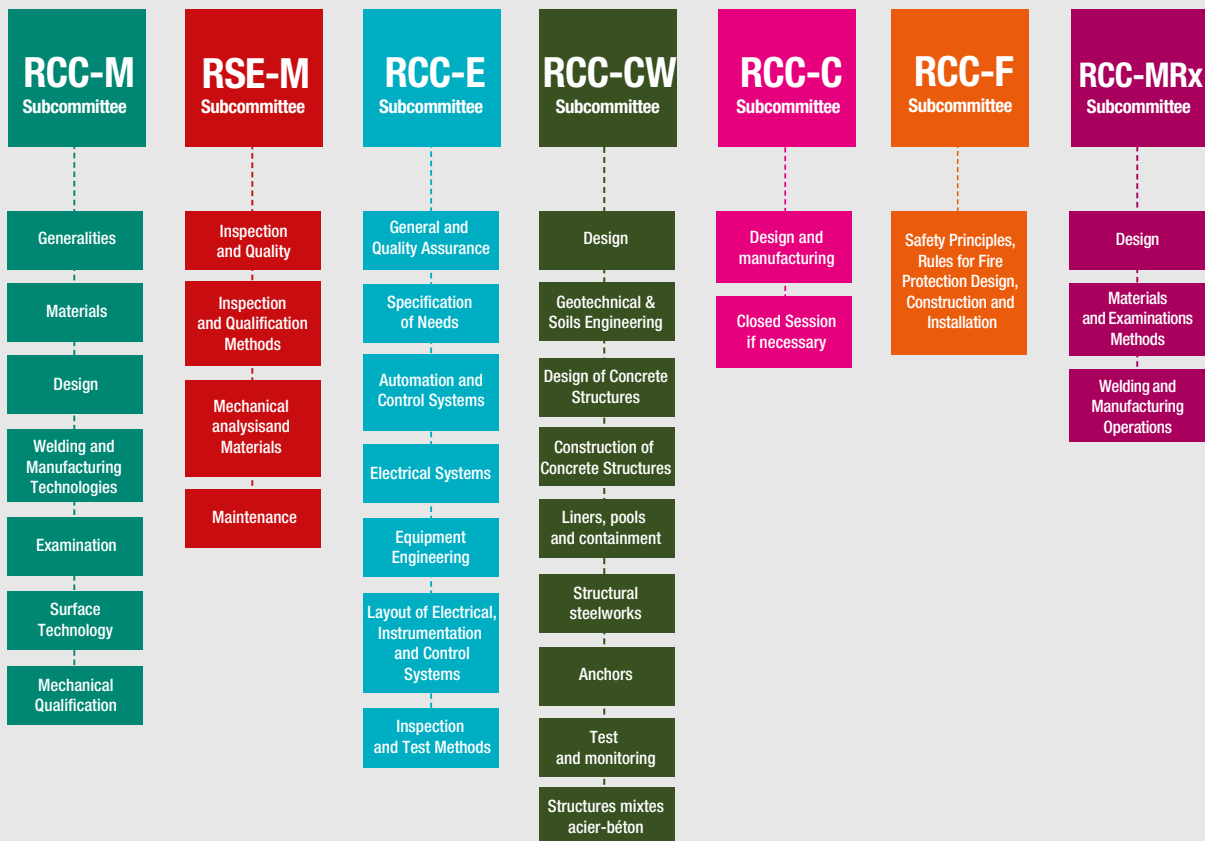 RCC-M
Subcommittee
Generalities
Materials
Design
Welding and
Manufacturing
Technologies
Examination
Surface
Technology
Mechanical
Qualification
RSE-M
Subcommittee
Inspection
and Quality
Inspection
and Qualification
Methods
Mechanical
analysisand
Materials
Maintenance
RCC-E
Subcommittee
General and
Quality Assurance
Specification
of Needs
Automation and
Control Systems
Electrical Systems
Equipment
Engineering
Layout of Electrical,
Instrumentation
and Control
Systems
Inspection
and Test Methods
RCC-CW
Subcommittee
Design
Geotechnical &
Soils Engineering
Design of Concrete
Structures
Construction of
Concrete Structures
Liners, pools
and containment
Structural
steelworks
Anchors
Test
and monitoring
Structures mixtes
acier-béton
RCC-C
Subcommittee
Design and
manufacturing
Closed Session
if necessary
RCC-F
Subcommittee
Safety Principles,
Rules for Fire
Protection Design,
Construction and
Installation
RCC-MRx
Subcommittee
Design
Materials
and Examinations
Methods
Welding and
Manufacturing
Operations